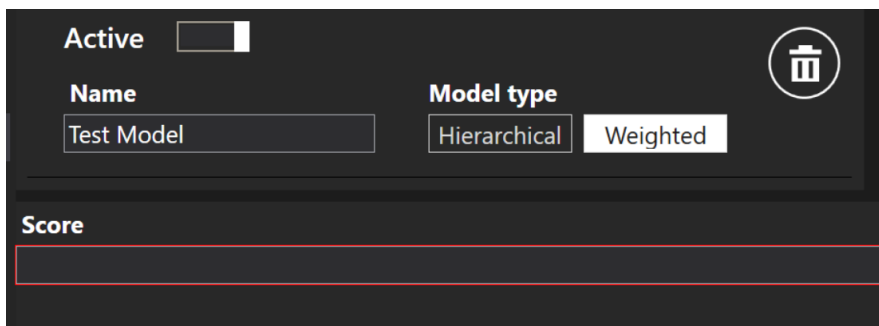 Active
Name
Model type
Test Model
Hierarchical
Weighted
Score